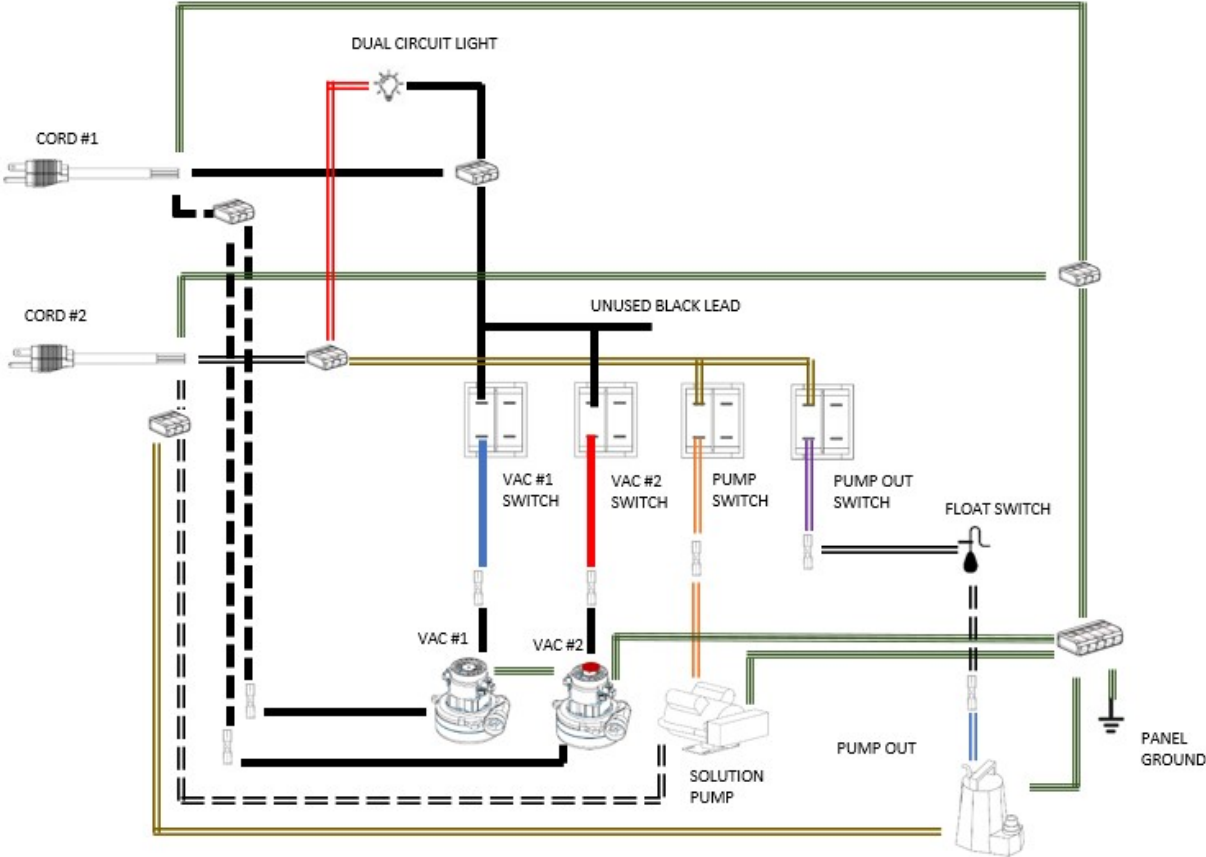 DUAL CIRCUIT LIGHT
CORD #1
UNUSED BLACK LEAD
CORD #2
VAC #1
SWITCH
VAC #2
SWITCH
PUMP
SWITCH
PUMP OUT
SWITCH
FLOAT SWITCH
VAC #1
VAC #2
PUMP OUT
PANEL
GROUND
SOLUTION
PUMP